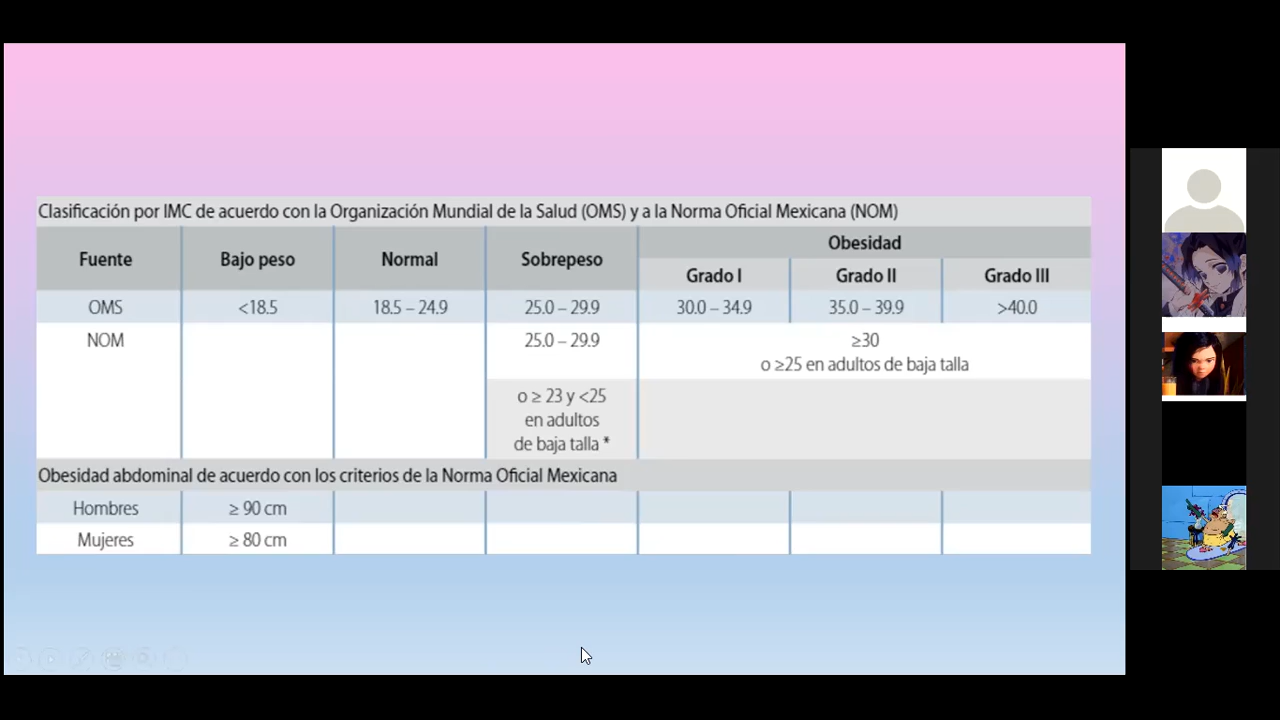 Clasificación por IMC de acuerdo con la Organización Mundial de la Salud (OMS) y a la Norma Oficial Mexicana (NOM)
Fuente Bajo peso Normal Sobrepeso Obesidad
Grado I Grado II Grado III
OMS <18.5 18.5 – 24.9 25.0 – 29.9 30.0 – 34.9 35.0 – 39.9 >40.0
NOM 25.0 – 29.9 ≥30
o ≥25 en adultos de baja talla
o ≥ 23 y <25
en adultos
de baja talla *
Obesidad abdominal de acuerdo con los criterios de la Norma Oficial Mexicana
Hombres ≥ 90 cm
Mujeres ≥ 80 cm